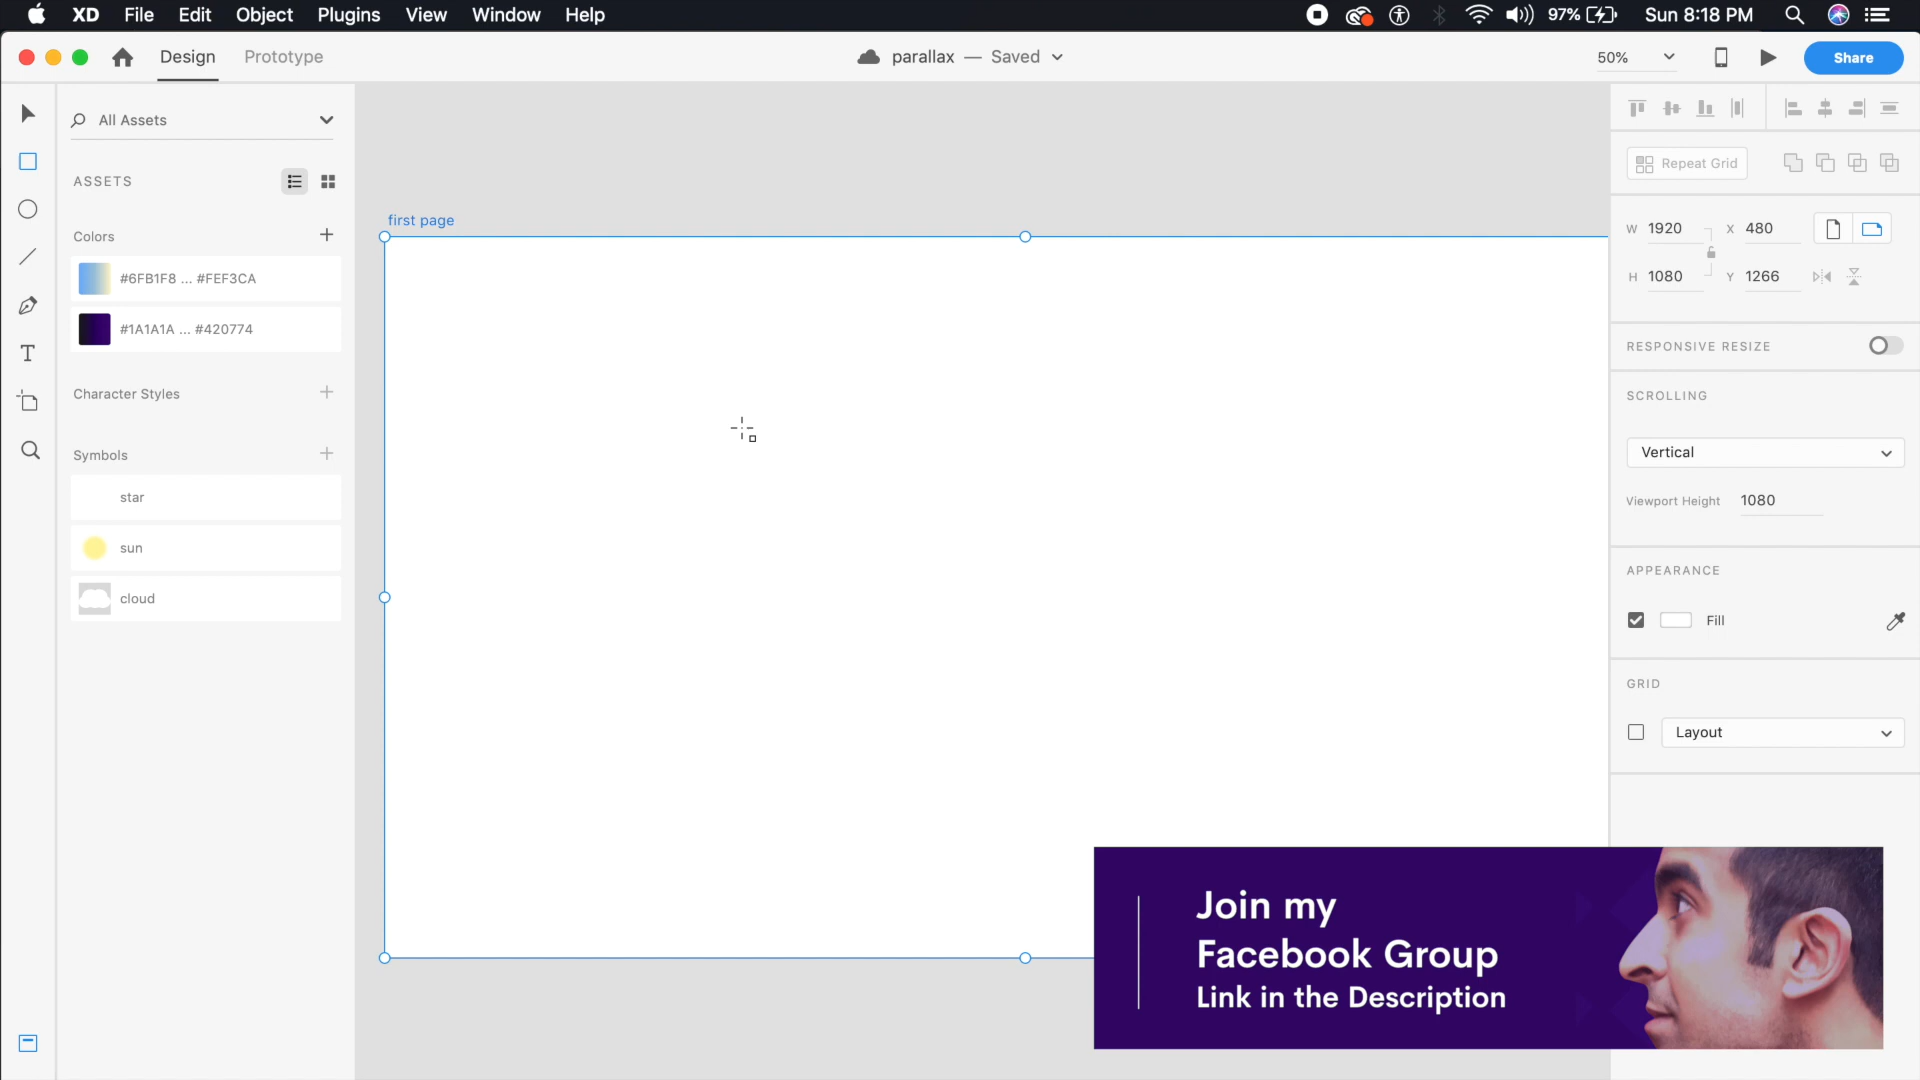 XD File Edit Object Plugins View Window Help
97% Sun 8:18 PM
Design Prototype
parallax — Saved
50%
Share
All Assets
ASSETS
Colors
#6FB1F8 ... #FEF3CA
#1A1A1A ... #420774
Character Styles
Symbols
star
sun
cloud
first page
Repeat Grid
W 1920 X 480
H 1080 Y 1266
RESPONSIVE RESIZE
SCROLLING
Vertical
Viewport Height 1080
APPEARANCE
Fill
GRID
Layout
Join my
Facebook Group
Link in the Description